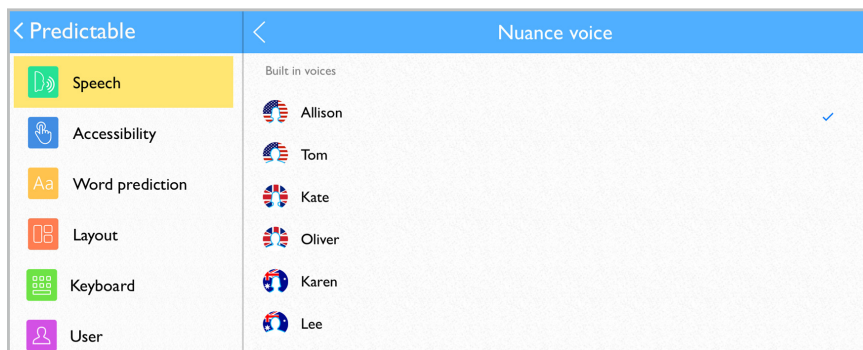 Predictable
Speech
Accessibility
Aa
Word prediction
Layout
Keyboard
User
Nuance voice
Built in voices
Allison
Tom
Kate
Oliver
Karen
Lee